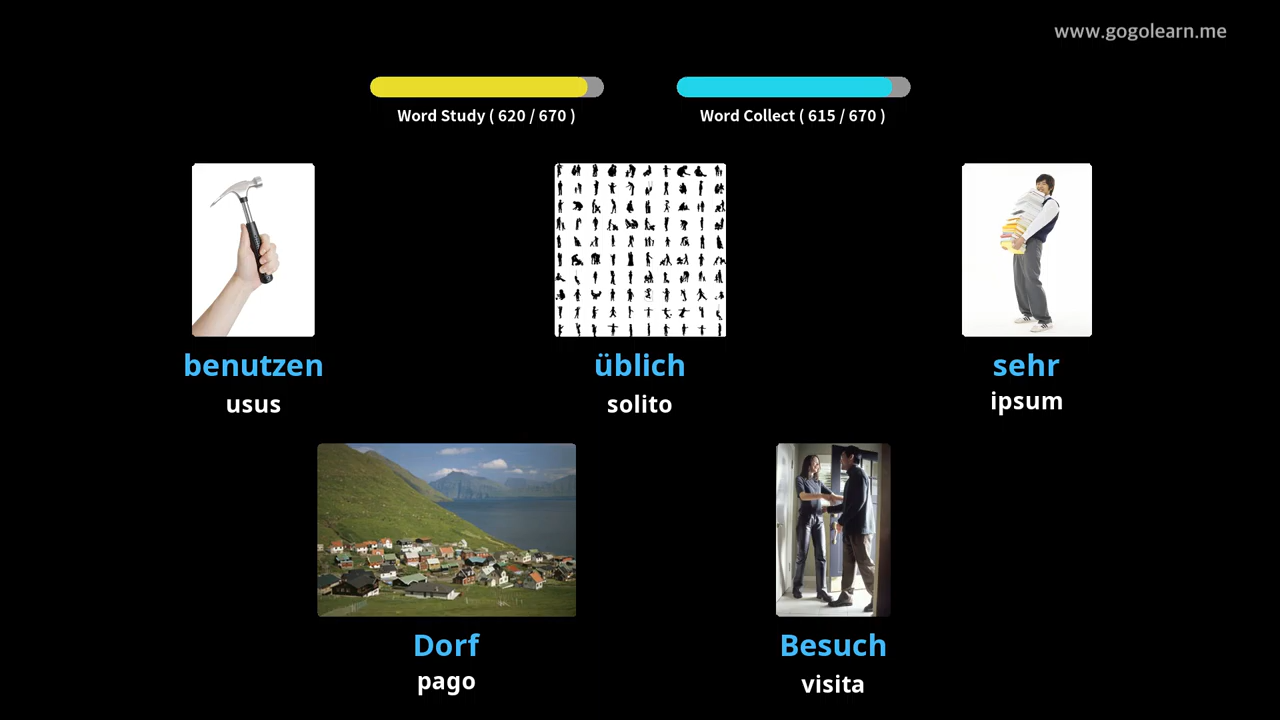 www.gogolearn.me
Word Study ( 620 / 670 )
Word Collect ( 615 / 670 )
benutzen
usus
üblich
solito
sehr
ipsum
Dorf
pago
Besuch
visita